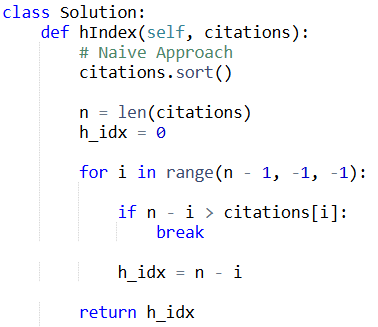 class Solution:
    def hIndex(self, citations):
        # Naive Approach
        citations.sort()

        n = len(citations)
        h_idx = 0

        for i in range(n - 1, -1, -1):

            if n - i > citations[i]:
                break

            h_idx = n - i

        return h_idx